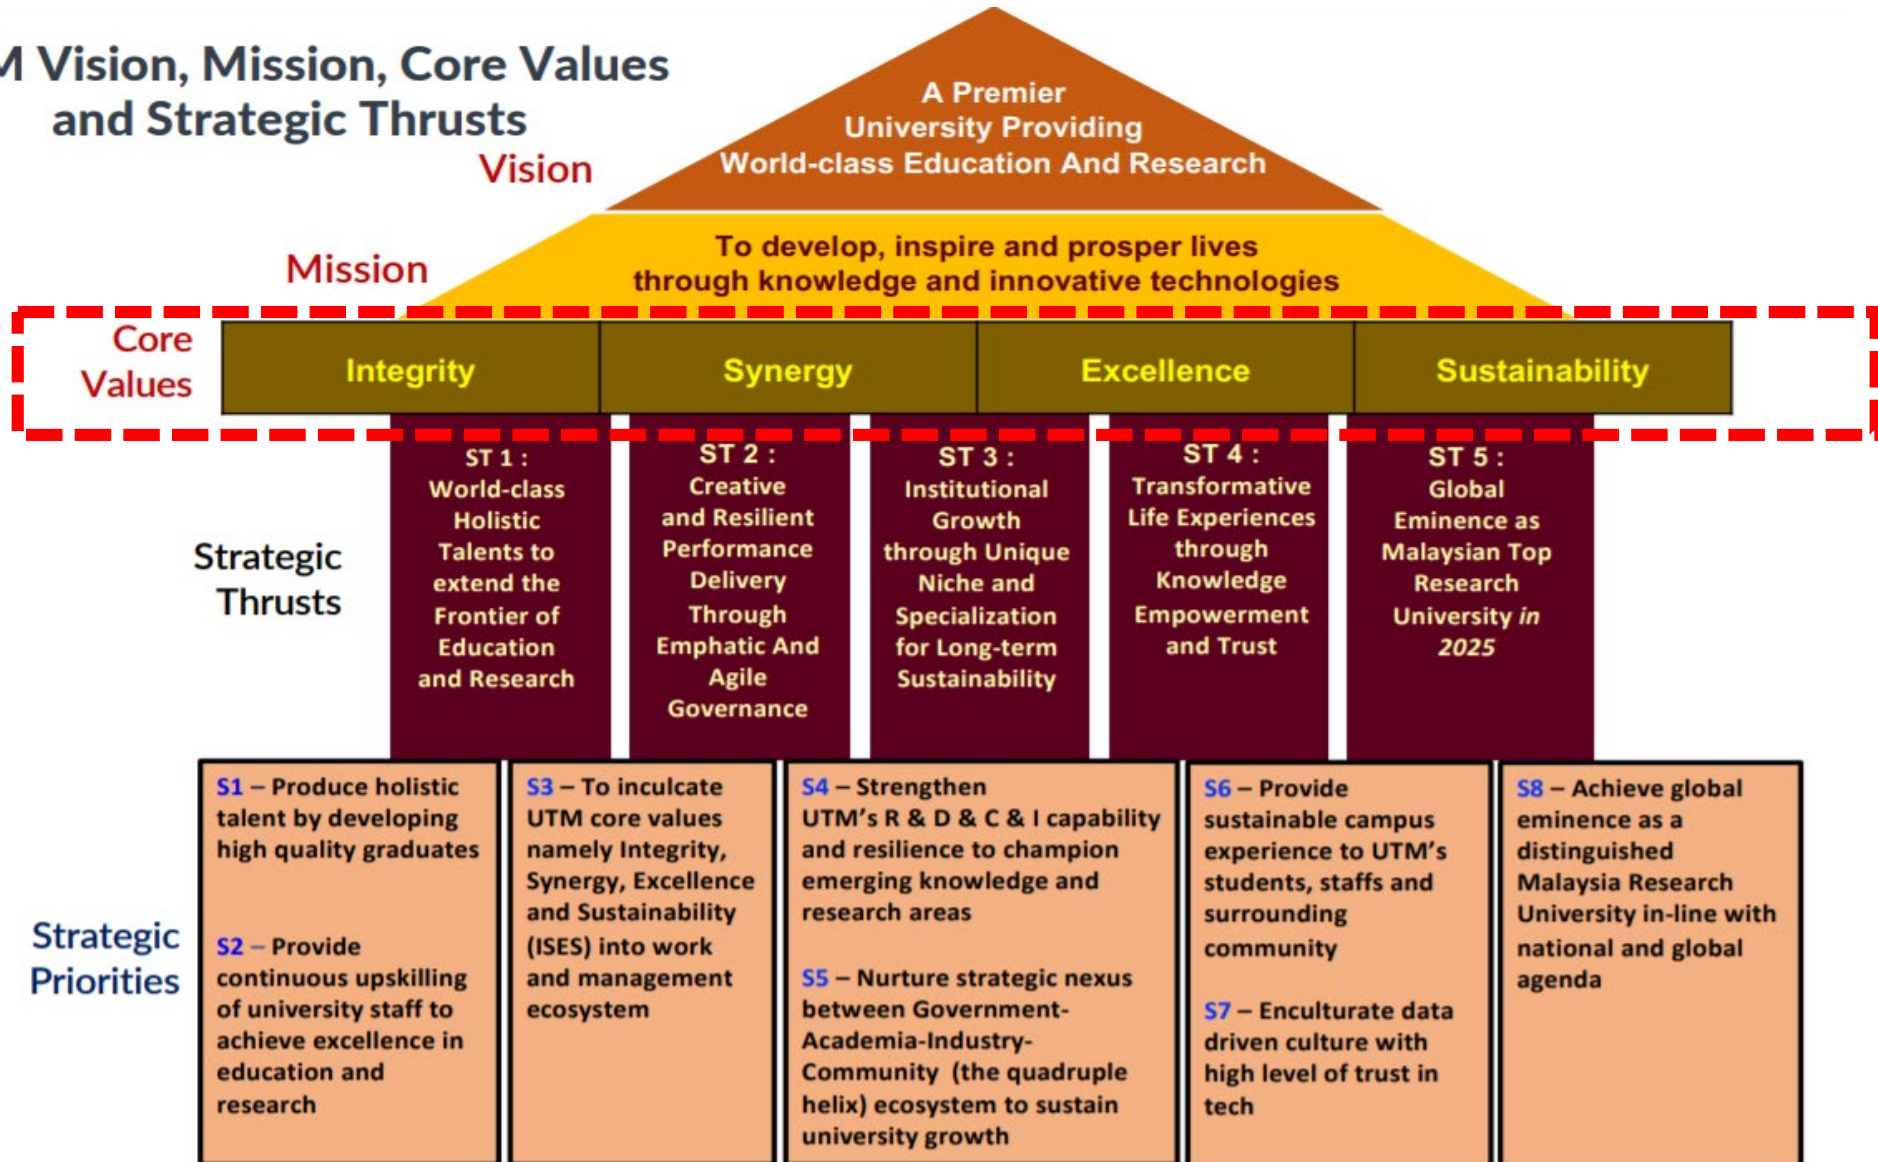 M Vision, Mission, Core Values
and Strategic Thrusts
Vision
A Premier
University Providing
World-class Education And Research
Mission
To develop, inspire and prosper lives
through knowledge and innovative technologies
Core
Values
Integrity
Synergy
Excellence
Sustainability
Strategic
Thrusts
ST 1 :
World-class
Holistic
Talents to
extend the
Frontier of
Education
and Research
ST 2 :
Creative
and Resilient
Performance
Delivery
Through
Emphatic And
Agile
Governance
ST 3 :
Institutional
Growth
through Unique
Niche and
Specialization
for Long-term
Sustainability
ST 4 :
Transformative
Life Experiences
through
Knowledge
Empowerment
and Trust
ST 5 :
Global
Eminence as
Malaysian Top
Research
University in
2025
Strategic
Priorities
S1 – Produce holistic
talent by developing
high quality graduates
S2 – Provide
continuous upskilling
of university staff to
achieve excellence in
education and
research
S3 – To inculcate
UTM core values
namely Integrity,
Synergy, Excellence
and Sustainability
(ISES) into work
and management
ecosystem
S4 – Strengthen
UTM’s R & D & C & I capability
and resilience to champion
emerging knowledge and
research areas
S5 – Nurture strategic nexus
between Government-
Academia-Industry-
Community (the quadruple
helix) ecosystem to sustain
university growth
S6 – Provide
sustainable campus
experience to UTM’s
students, staffs and
surrounding
community
S7 – Enculturate data
driven culture with
high level of trust in
tech
S8 – Achieve global
eminence as a
distinguished
Malaysia Research
University in-line with
national and global
agenda